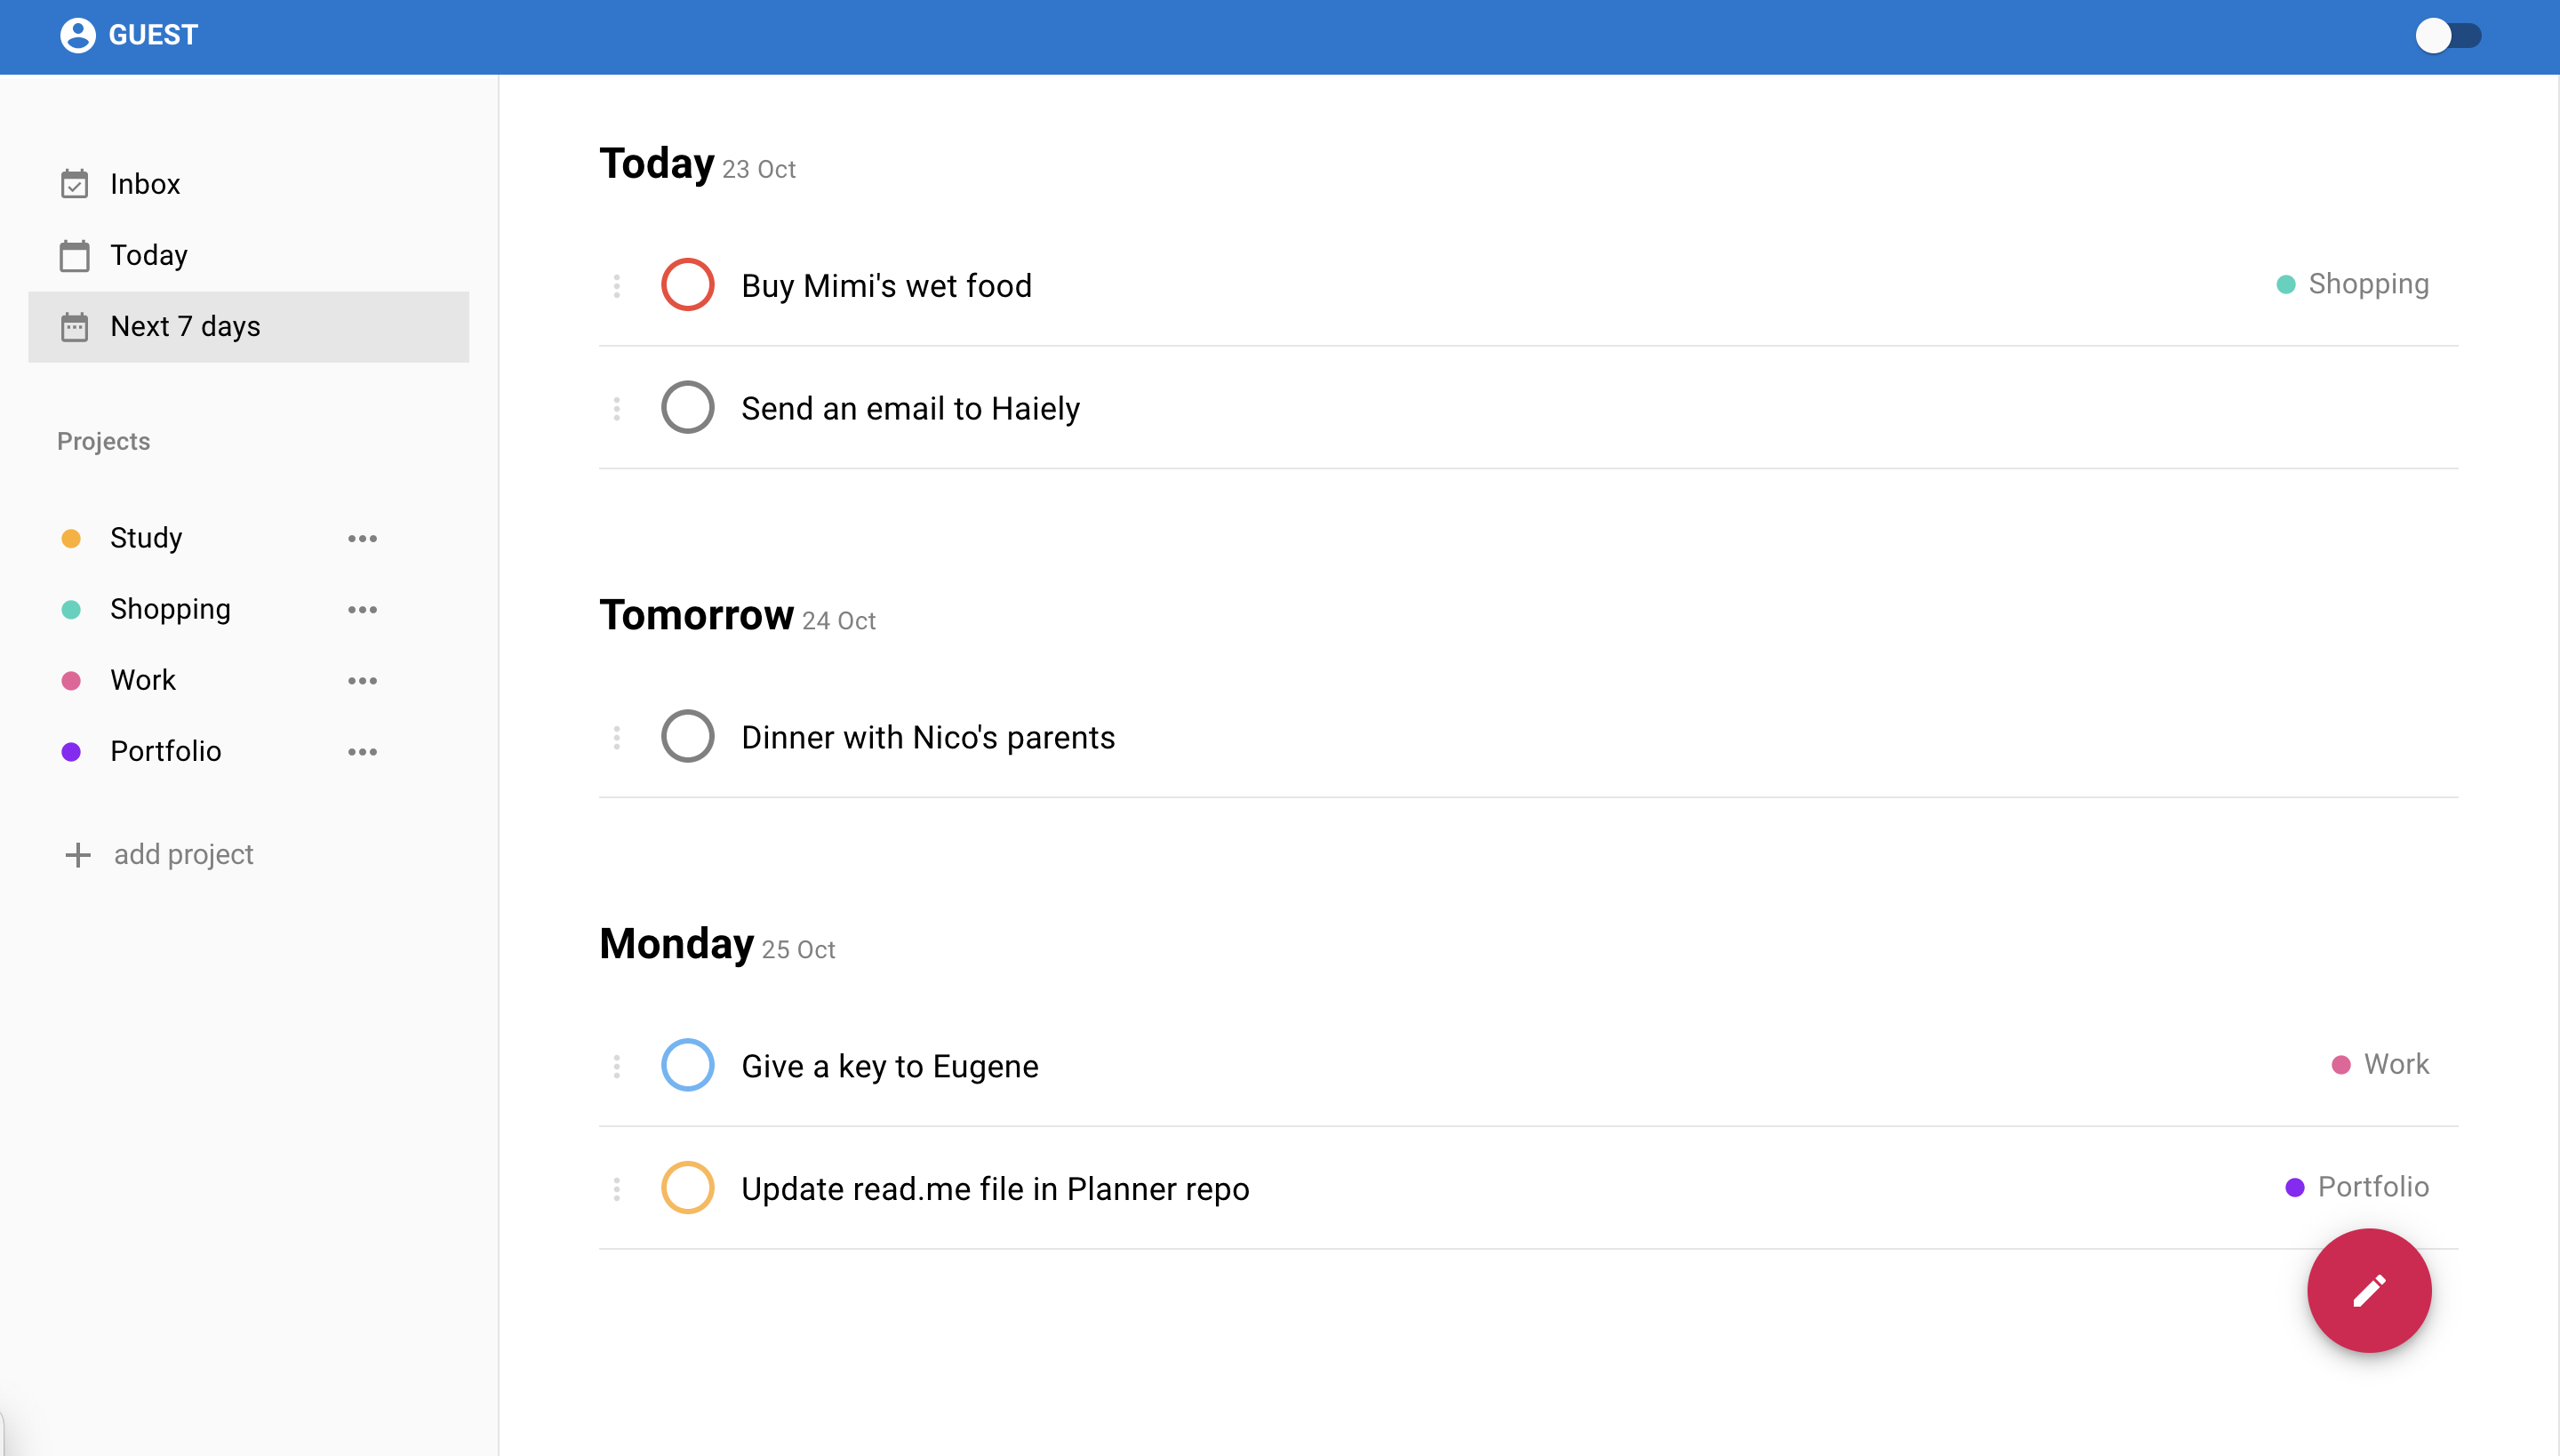 GUEST
Inbox
Today
Next 7 days
Projects
Study
Shopping
Work
Portfolio
add project
Today 23 Oct
Buy Mimi's wet food Shopping
Send an email to Haiely
Tomorrow 24 Oct
Dinner with Nico's parents
Monday 25 Oct
Give a key to Eugene Work
Update read.me file in Planner repo Portfolio